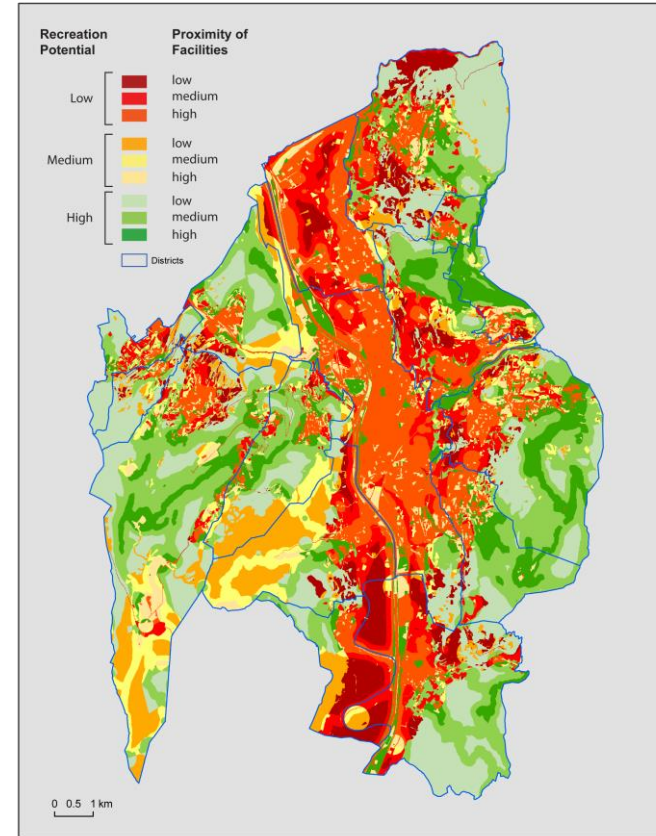 Recreation Potential Proximity of Facilities
Low
low
medium
high
Medium
low
medium
high
High
low
medium
high
Districts
0 0.5 1 km